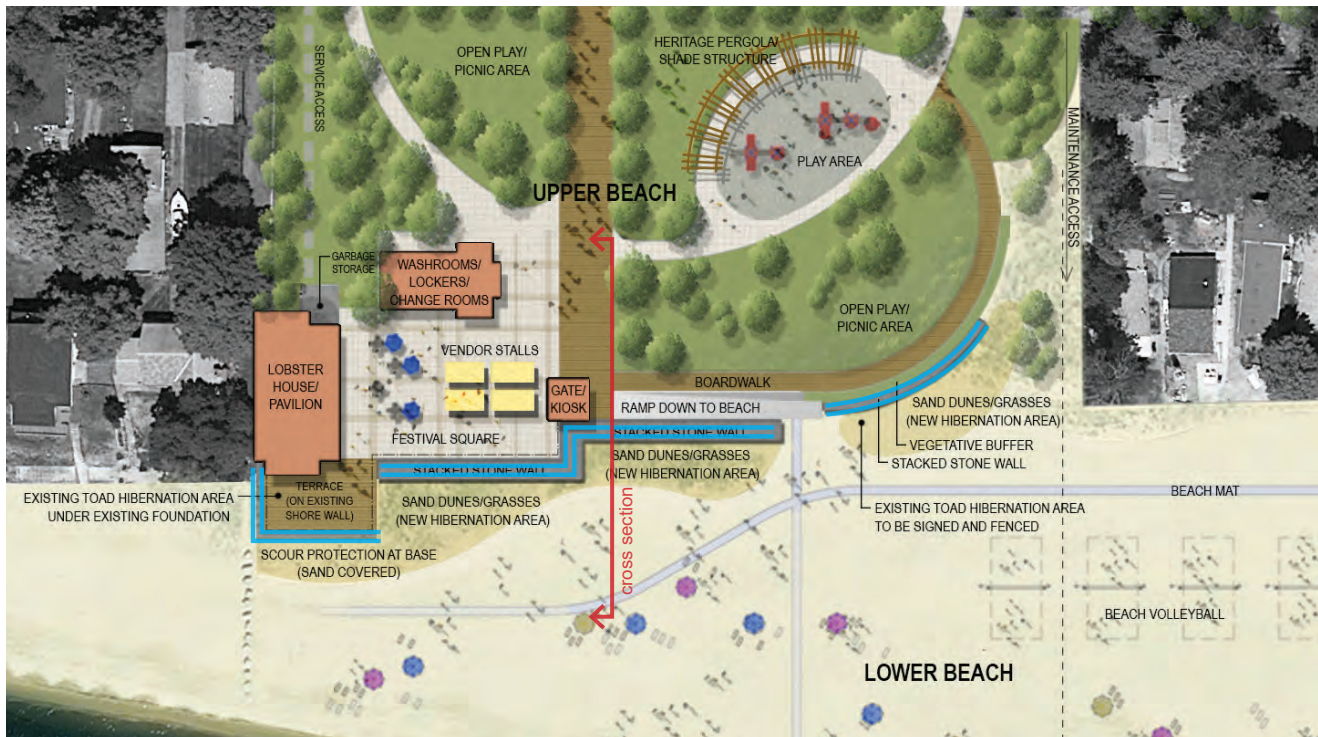 HERITAGE PERGOLA/
SHADE STRUCTURE
OPEN PLAY/
PICNIC AREA
SERVICE ACCESS
MAINTENANCE ACCESS
PLAY AREA
UPPER BEACH
GARBAGE
STORAGE
WASHROOMS/
LOCKERS/
CHANGE ROOMS
OPEN PLAY/
PICNIC AREA
VENDOR STALLS
LOBSTER
HOUSE/
PAVILION
GATE/
KIOSK
BOARDWALK
RAMP DOWN TO BEACH
SAND DUNES/GRASSES
(NEW HIBERNATION AREA)
FESTIVAL SQUARE
STACKED STONE WALL
VEGETATIVE BUFFER
STACKED STONE WALL
STACKED STONE WALL
SAND DUNES/GRASSES
(NEW HIBERNATION AREA)
TERRACE
(ON EXISTING
SHORE WALL)
EXISTING TOAD HIBERNATION AREA
UNDER EXISTING FOUNDATION
SAND DUNES/GRASSES
(NEW HIBERNATION AREA)
BEACH MAT
EXISTING TOAD HIBERNATION AREA
TO BE SIGNED AND FENCED
SCOUR PROTECTION AT BASE
(SAND COVERED)
cross section
BEACH VOLLEYBALL
LOWER BEACH